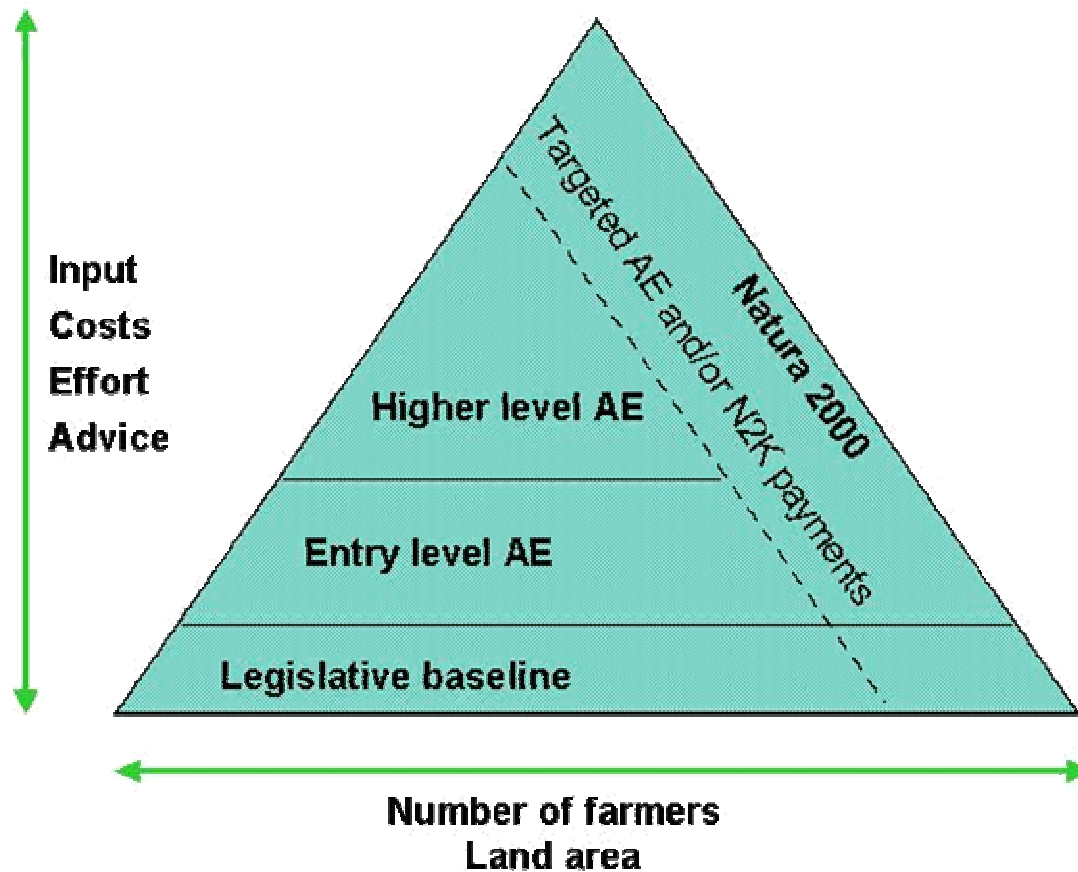 Input
Costs
Effort
Advice
Targeted AE and/or N2K payments
Natura 2000
Higher level AE
Entry level AE
Legislative baseline
Number of farmers
Land area